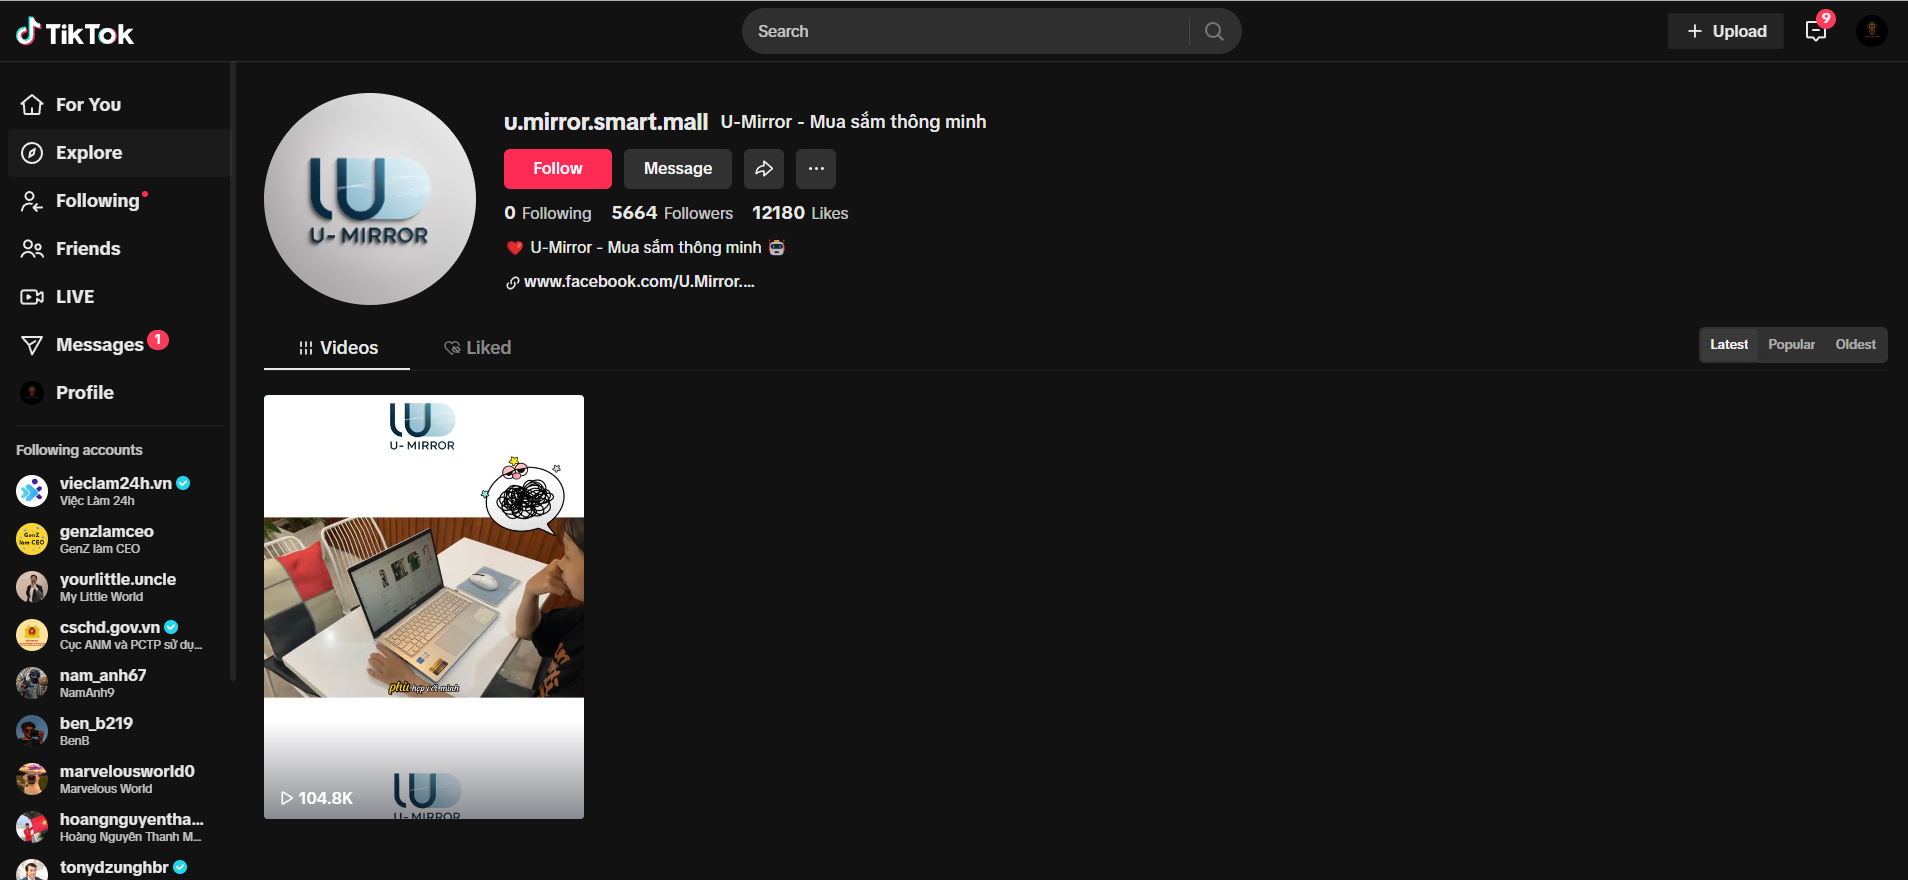 TikTok
Search
Upload
9
For You
Explore
Following
Friends
LIVE
Messages 1
Profile
Following accounts
vieclam24h.vn
Việc Làm 24h
GenZ
làm CEO
genzlamceo
GenZ làm CEO
yourlittle.uncle
My Little World
cschd.gov.vn
Cục ANM và PCTP sử dụ...
nam_anh67
NamAnh9
ben_b219
BenB
marvelousworld0
Marvelous World
hoangnguyentha...
Hoàng Nguyên Thanh M...
tonydzunghbr
U-MIRROR
u.mirror.smart.mall U-Mirror - Mua sắm thông minh
Follow Message
0 Following 5664 Followers 12180 Likes
U-Mirror - Mua sắm thông minh
www.facebook.com/U.Mirror....
Videos Liked
Latest Popular Oldest
U-MIRROR
phù hợp với mình
104.8K
U-MIRROR